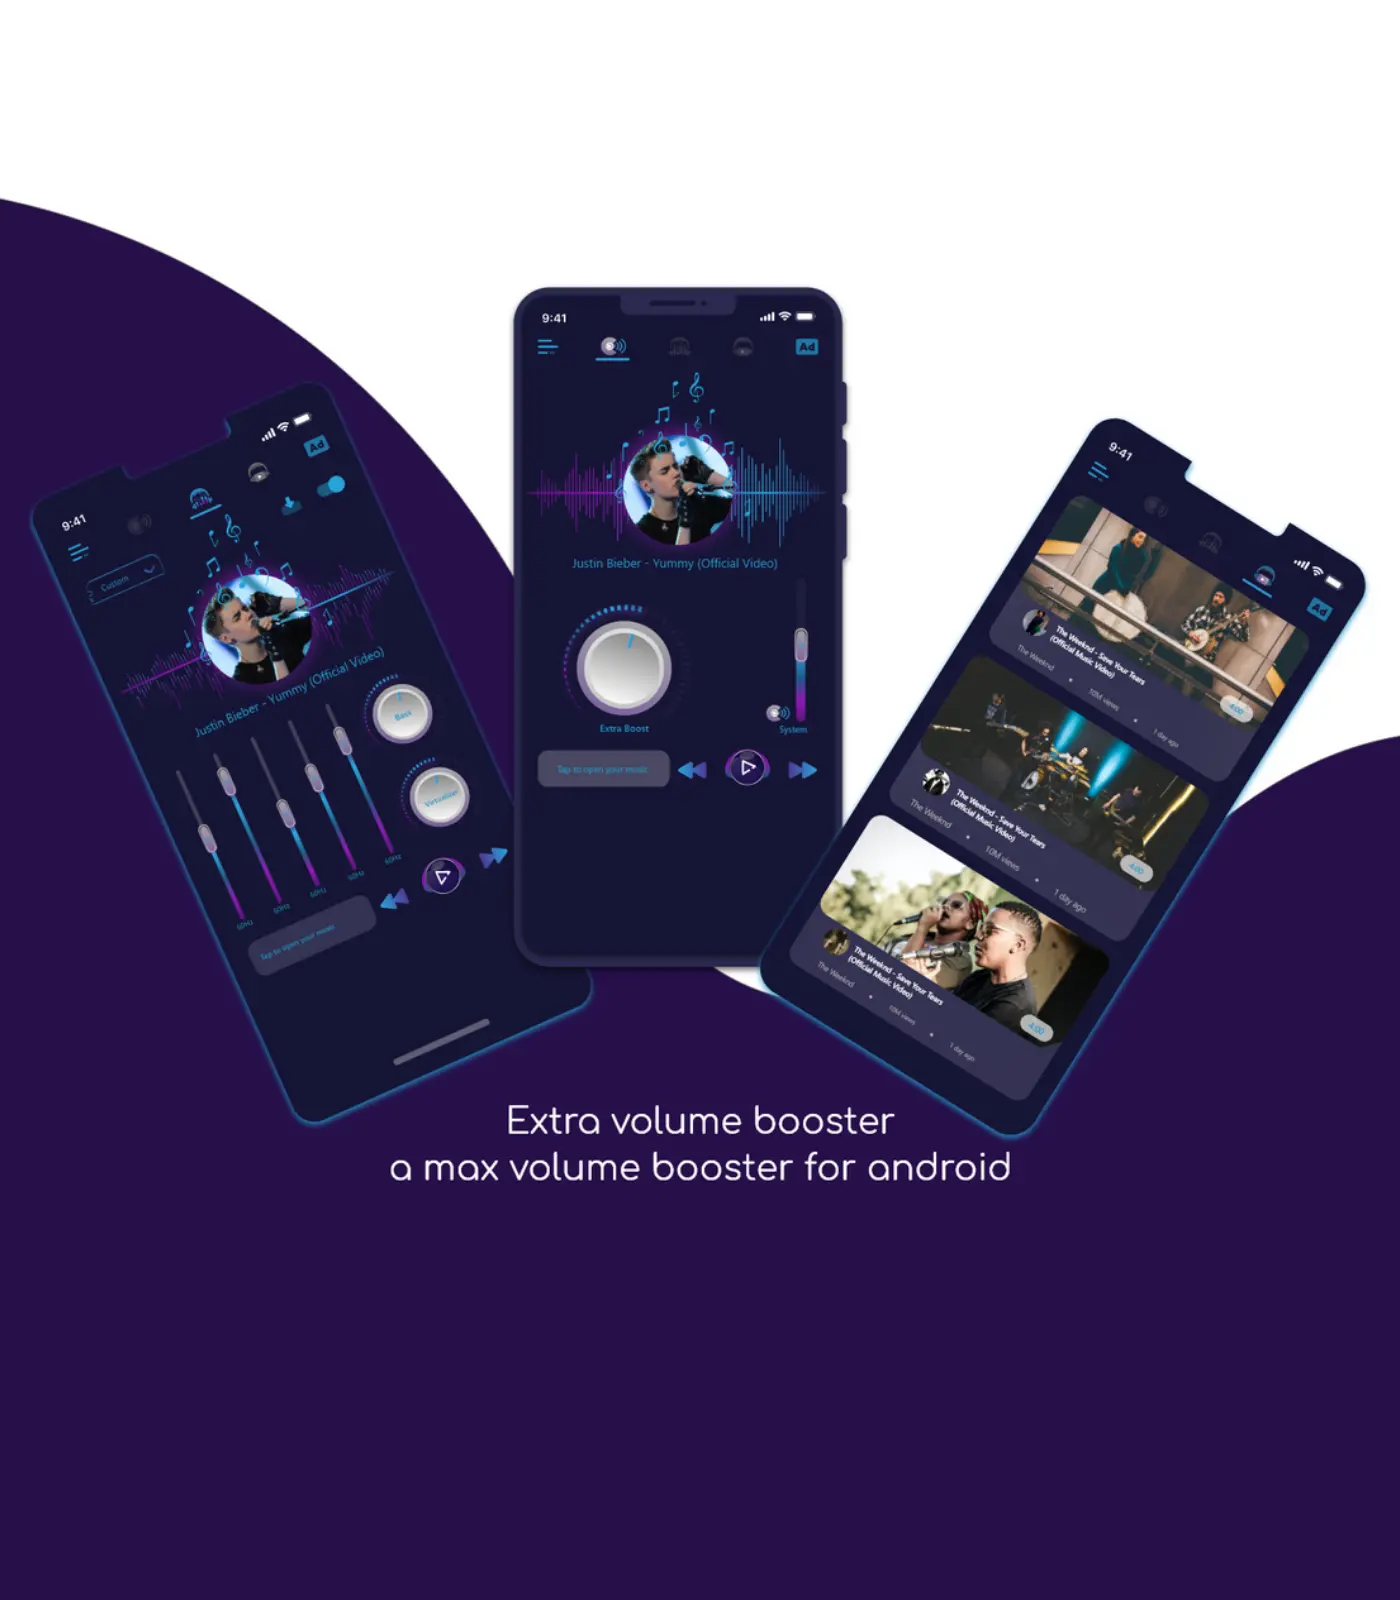 9:41
Ad
Custom
Justin Bieber - Yummy (Official Video)
Bass
Virtualizer
60Hz
60Hz
60Hz
60Hz
60Hz
Tap to open your music
9:41
Ad
Justin Bieber - Yummy (Official Video)
Extra Boost
System
Tap to open your music
9:41
Ad
The Weeknd - Save Your Tears
(Official Music Video)
The Weeknd • 10M views • 1 day ago
4:00
The Weeknd - Save Your Tears
(Official Music Video)
The Weeknd • 10M views • 1 day ago
4:00
The Weeknd - Save Your Tears
(Official Music Video)
The Weeknd • 10M views • 1 day ago
4:00
Extra volume booster
a max volume booster for android